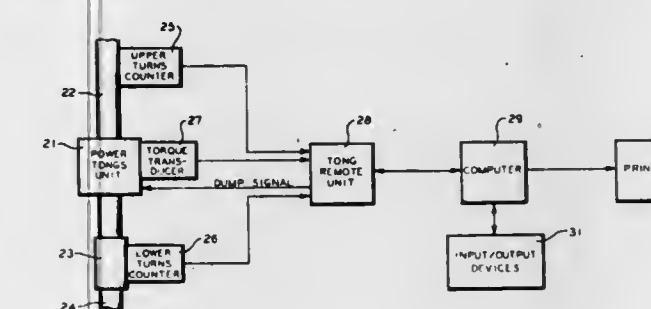 25
UPPER
TURNS
COUNTER
22
21
27
28
29
POWER
TONGS
UNIT
TORQUE
TRANS-
DUCER
TONG
REMOTE
UNIT
COMPUTER
PRIN
DUMP SIGNAL
26
31
23
LOWER
TURNS
COUNTER
INPUT/OUTPUT
DEVICES
24